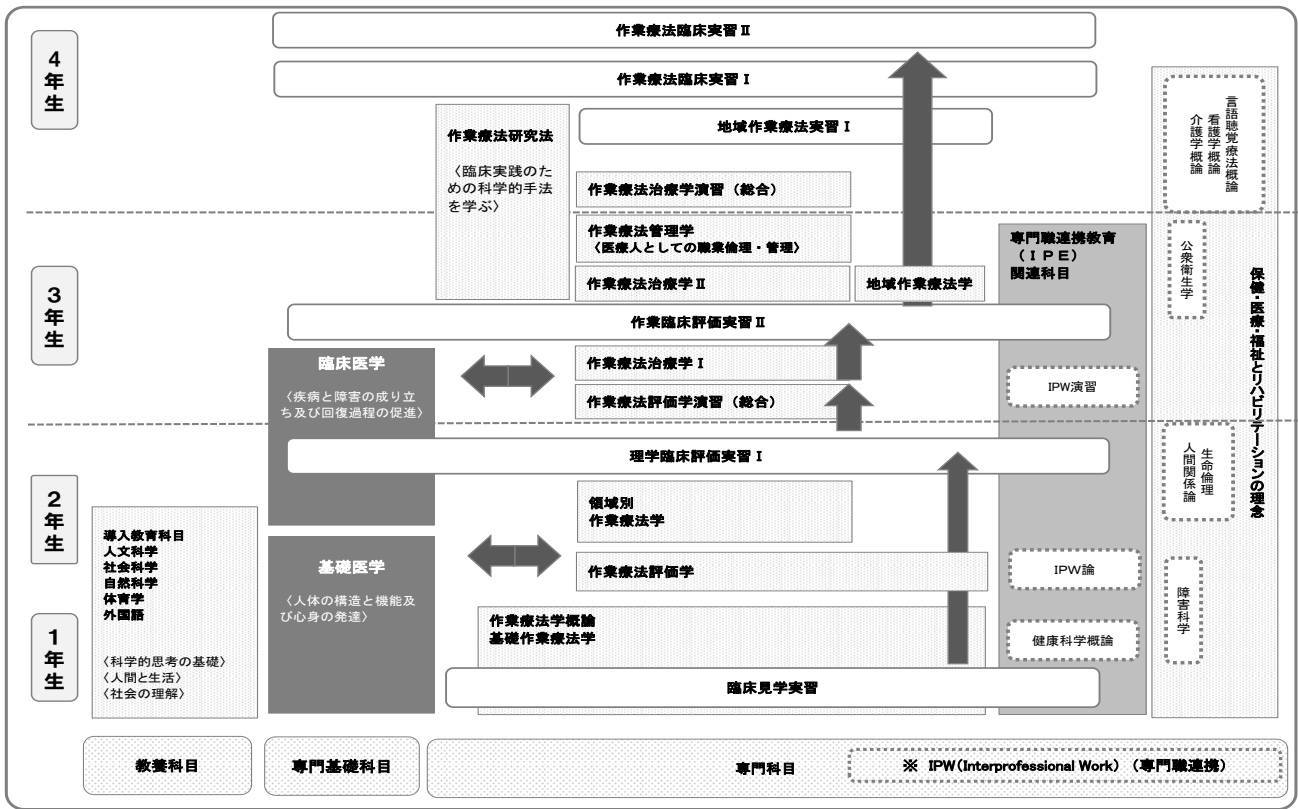 作業療法臨床実習Ⅱ
4年生
作業療法臨床実習Ⅰ
作業療法研究法
〈臨床実践のた
めの科学的手法
を学ぶ〉
地域作業療法実習Ⅰ
作業療法治療学演習（総合）
言語聴覚療法概論
看護学概論
介護学概論
作業療法管理学
〈医療人としての職業倫理・管理〉
専門職連携教育
（ＩＰＥ）
関連科目
公衆衛生学
保健・医療・福祉とリハビリテーションの理念
3年生
作業療法治療学Ⅱ
地域作業療法学
作業臨床評価実習Ⅱ
臨床医学
〈疾病と障害の成り立
ち及び回復過程の促進〉
作業療法治療学Ⅰ
作業療法評価学演習（総合）
IPW演習
理学臨床評価実習Ⅰ
生命倫理
人間関係論
2年生
導入教育科目
人文科学
社会科学
自然科学
体育学
外国語
〈科学的思考の基礎〉
〈人間と生活〉
〈社会の理解〉
領域別
作業療法学
基礎医学
〈人体の構造と機能及
び心身の発達〉
作業療法評価学
IPW論
障害科学
1年生
作業療法学概論
基礎作業療法学
健康科学概論
臨床見学実習
教養科目
専門基礎科目
専門科目
※ IPW(Interprofessional Work) （専門職連携）